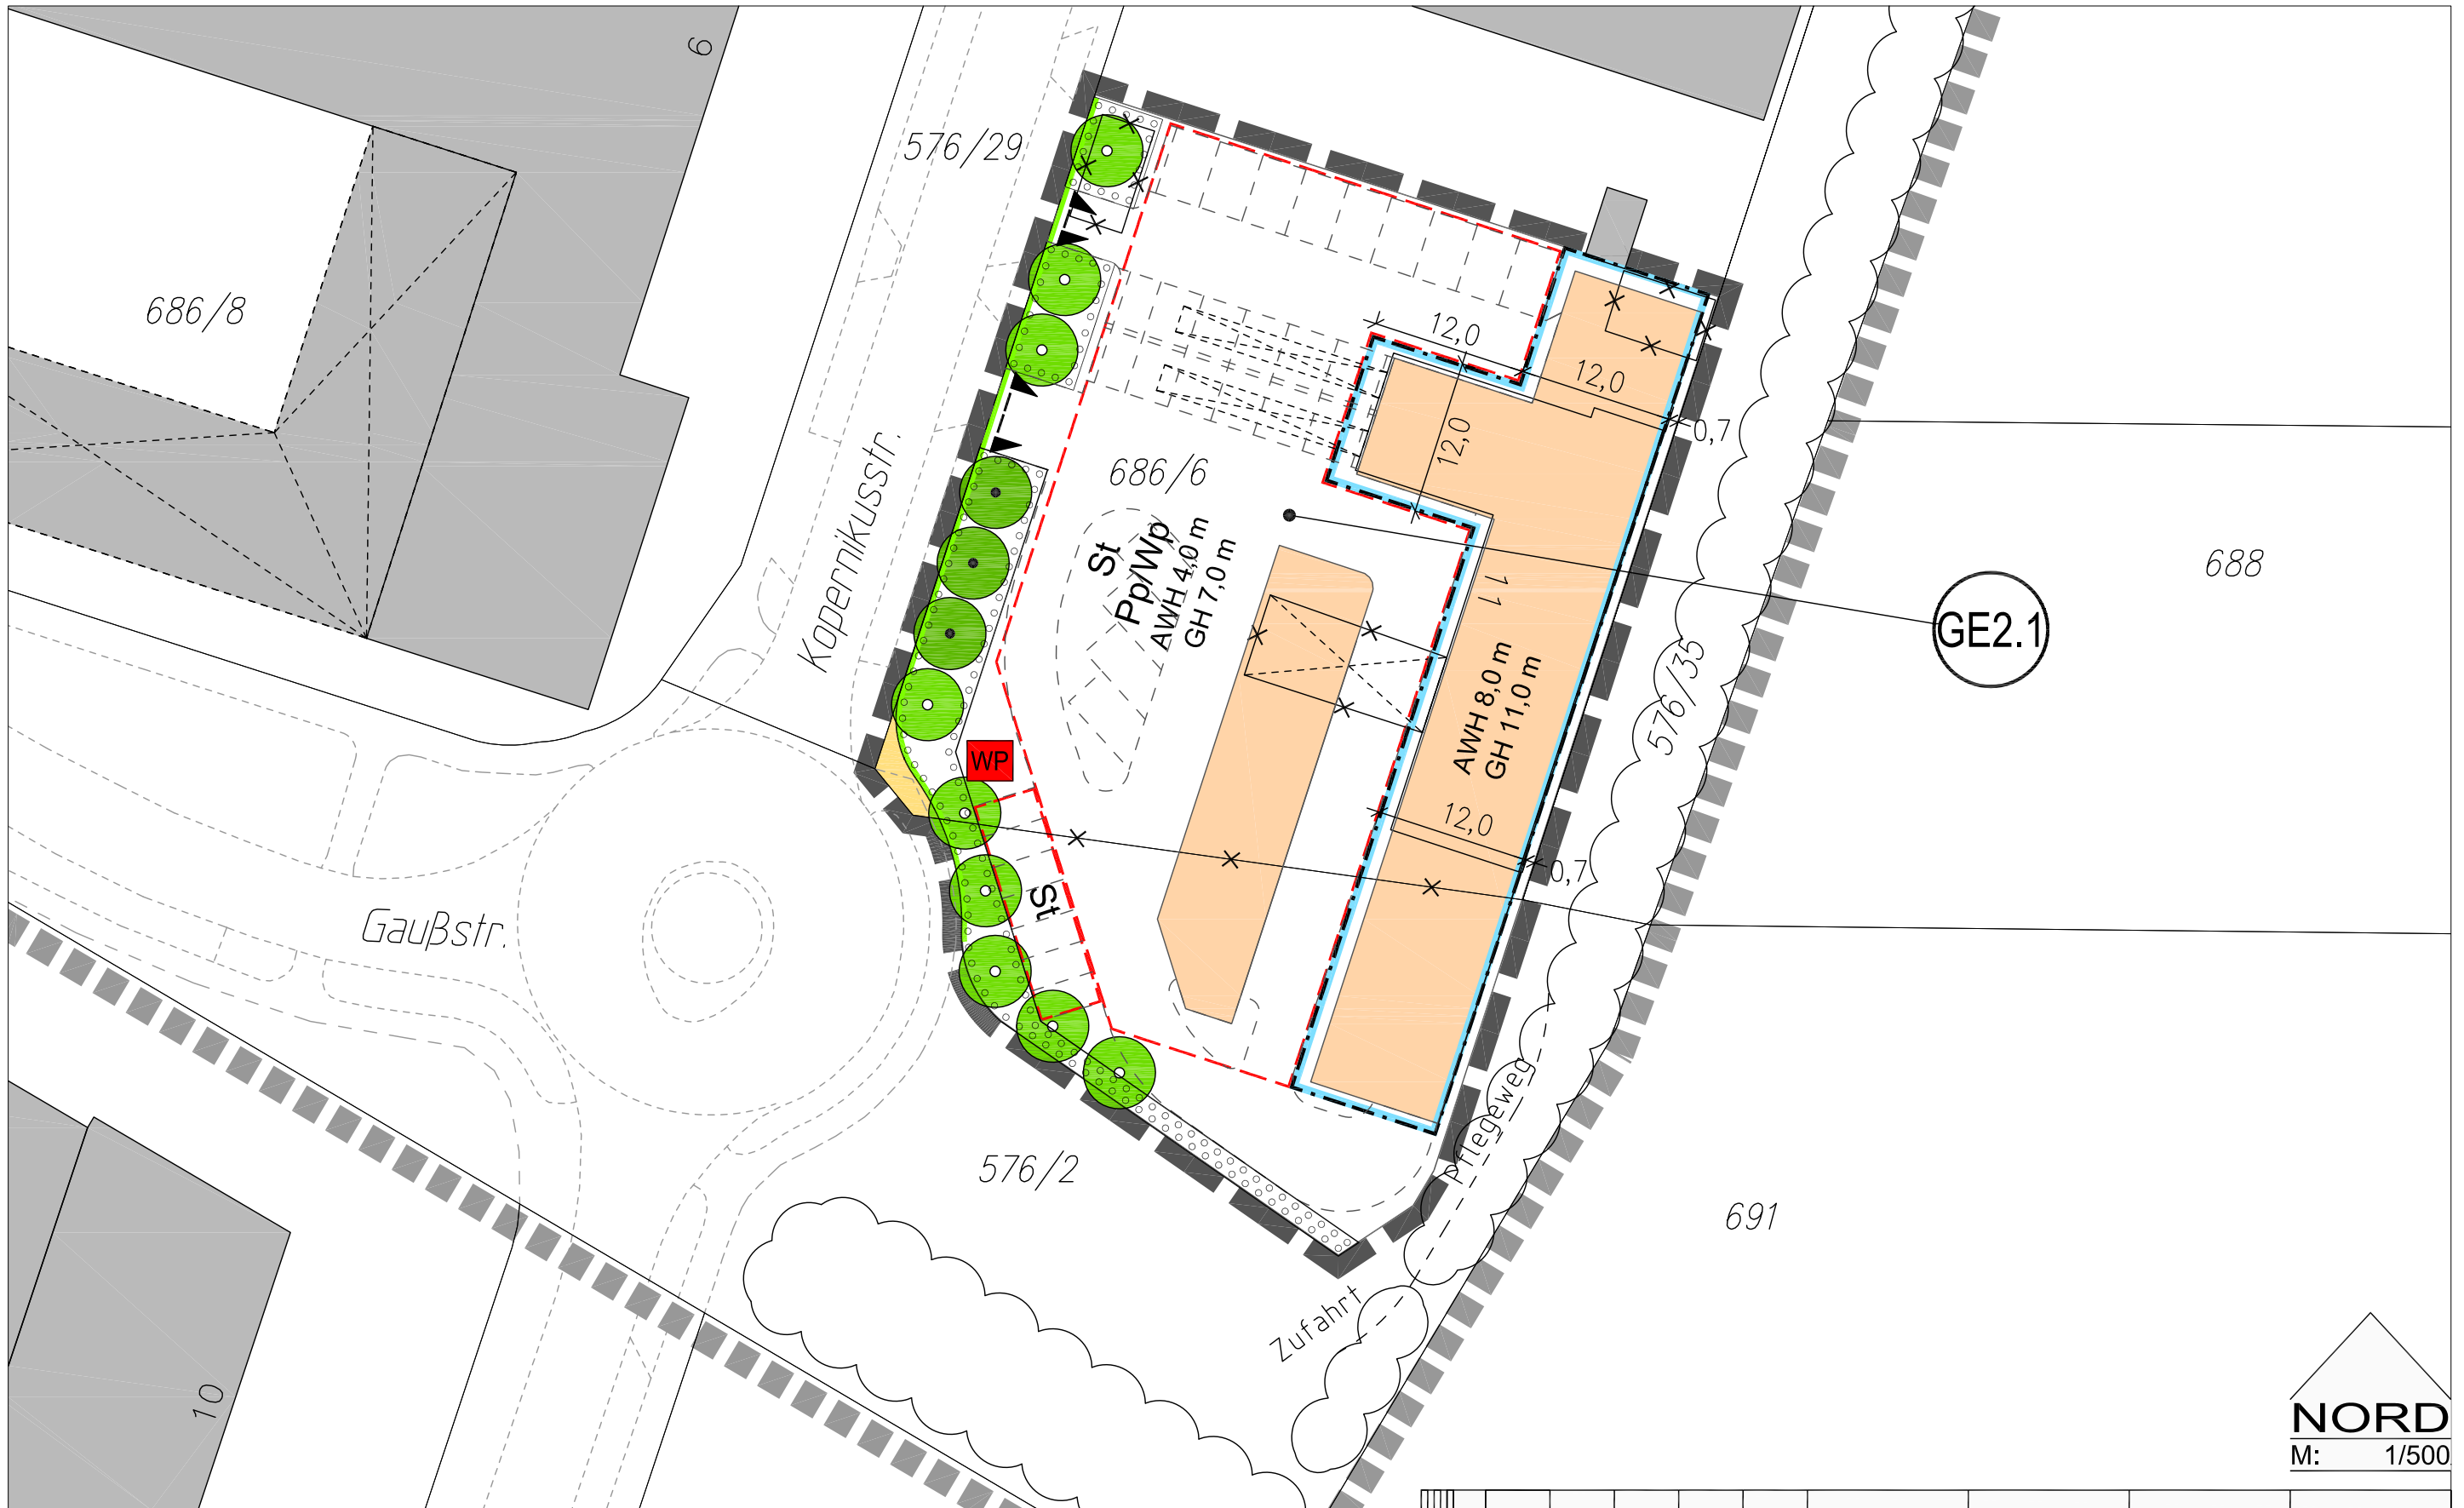 6
576/29
686/8
12,0
12,0
0,7
12,0
686/6
Kopernikusstr.
St
Pp/Wp
AWH 4,0 m
GH 7,0 m
11
688
GE2.1
576/35
AWH 8,0 m
GH 11,0 m
WP
12,0
0,7
St
Gaußstr.
Pflegeweg
576/2
691
Zufahrt
10
NORD
M: 1/500